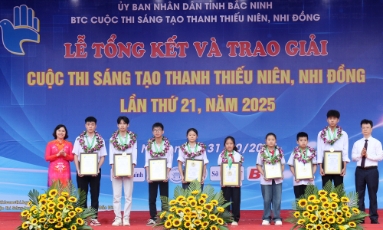 ỦY BAN NHÂN DÂN TỈNH BẮC NINH
BTC CUỘC THI SÁNG TẠO THANH THIẾU NIÊN, NHI ĐỒNG
LỄ TỔNG KẾT VÀ TRAO GIẢI
CUỘC THI SÁNG TẠO THANH THIẾU NIÊN, NHI ĐỒNG
LẦN THỨ 21, NĂM 2025